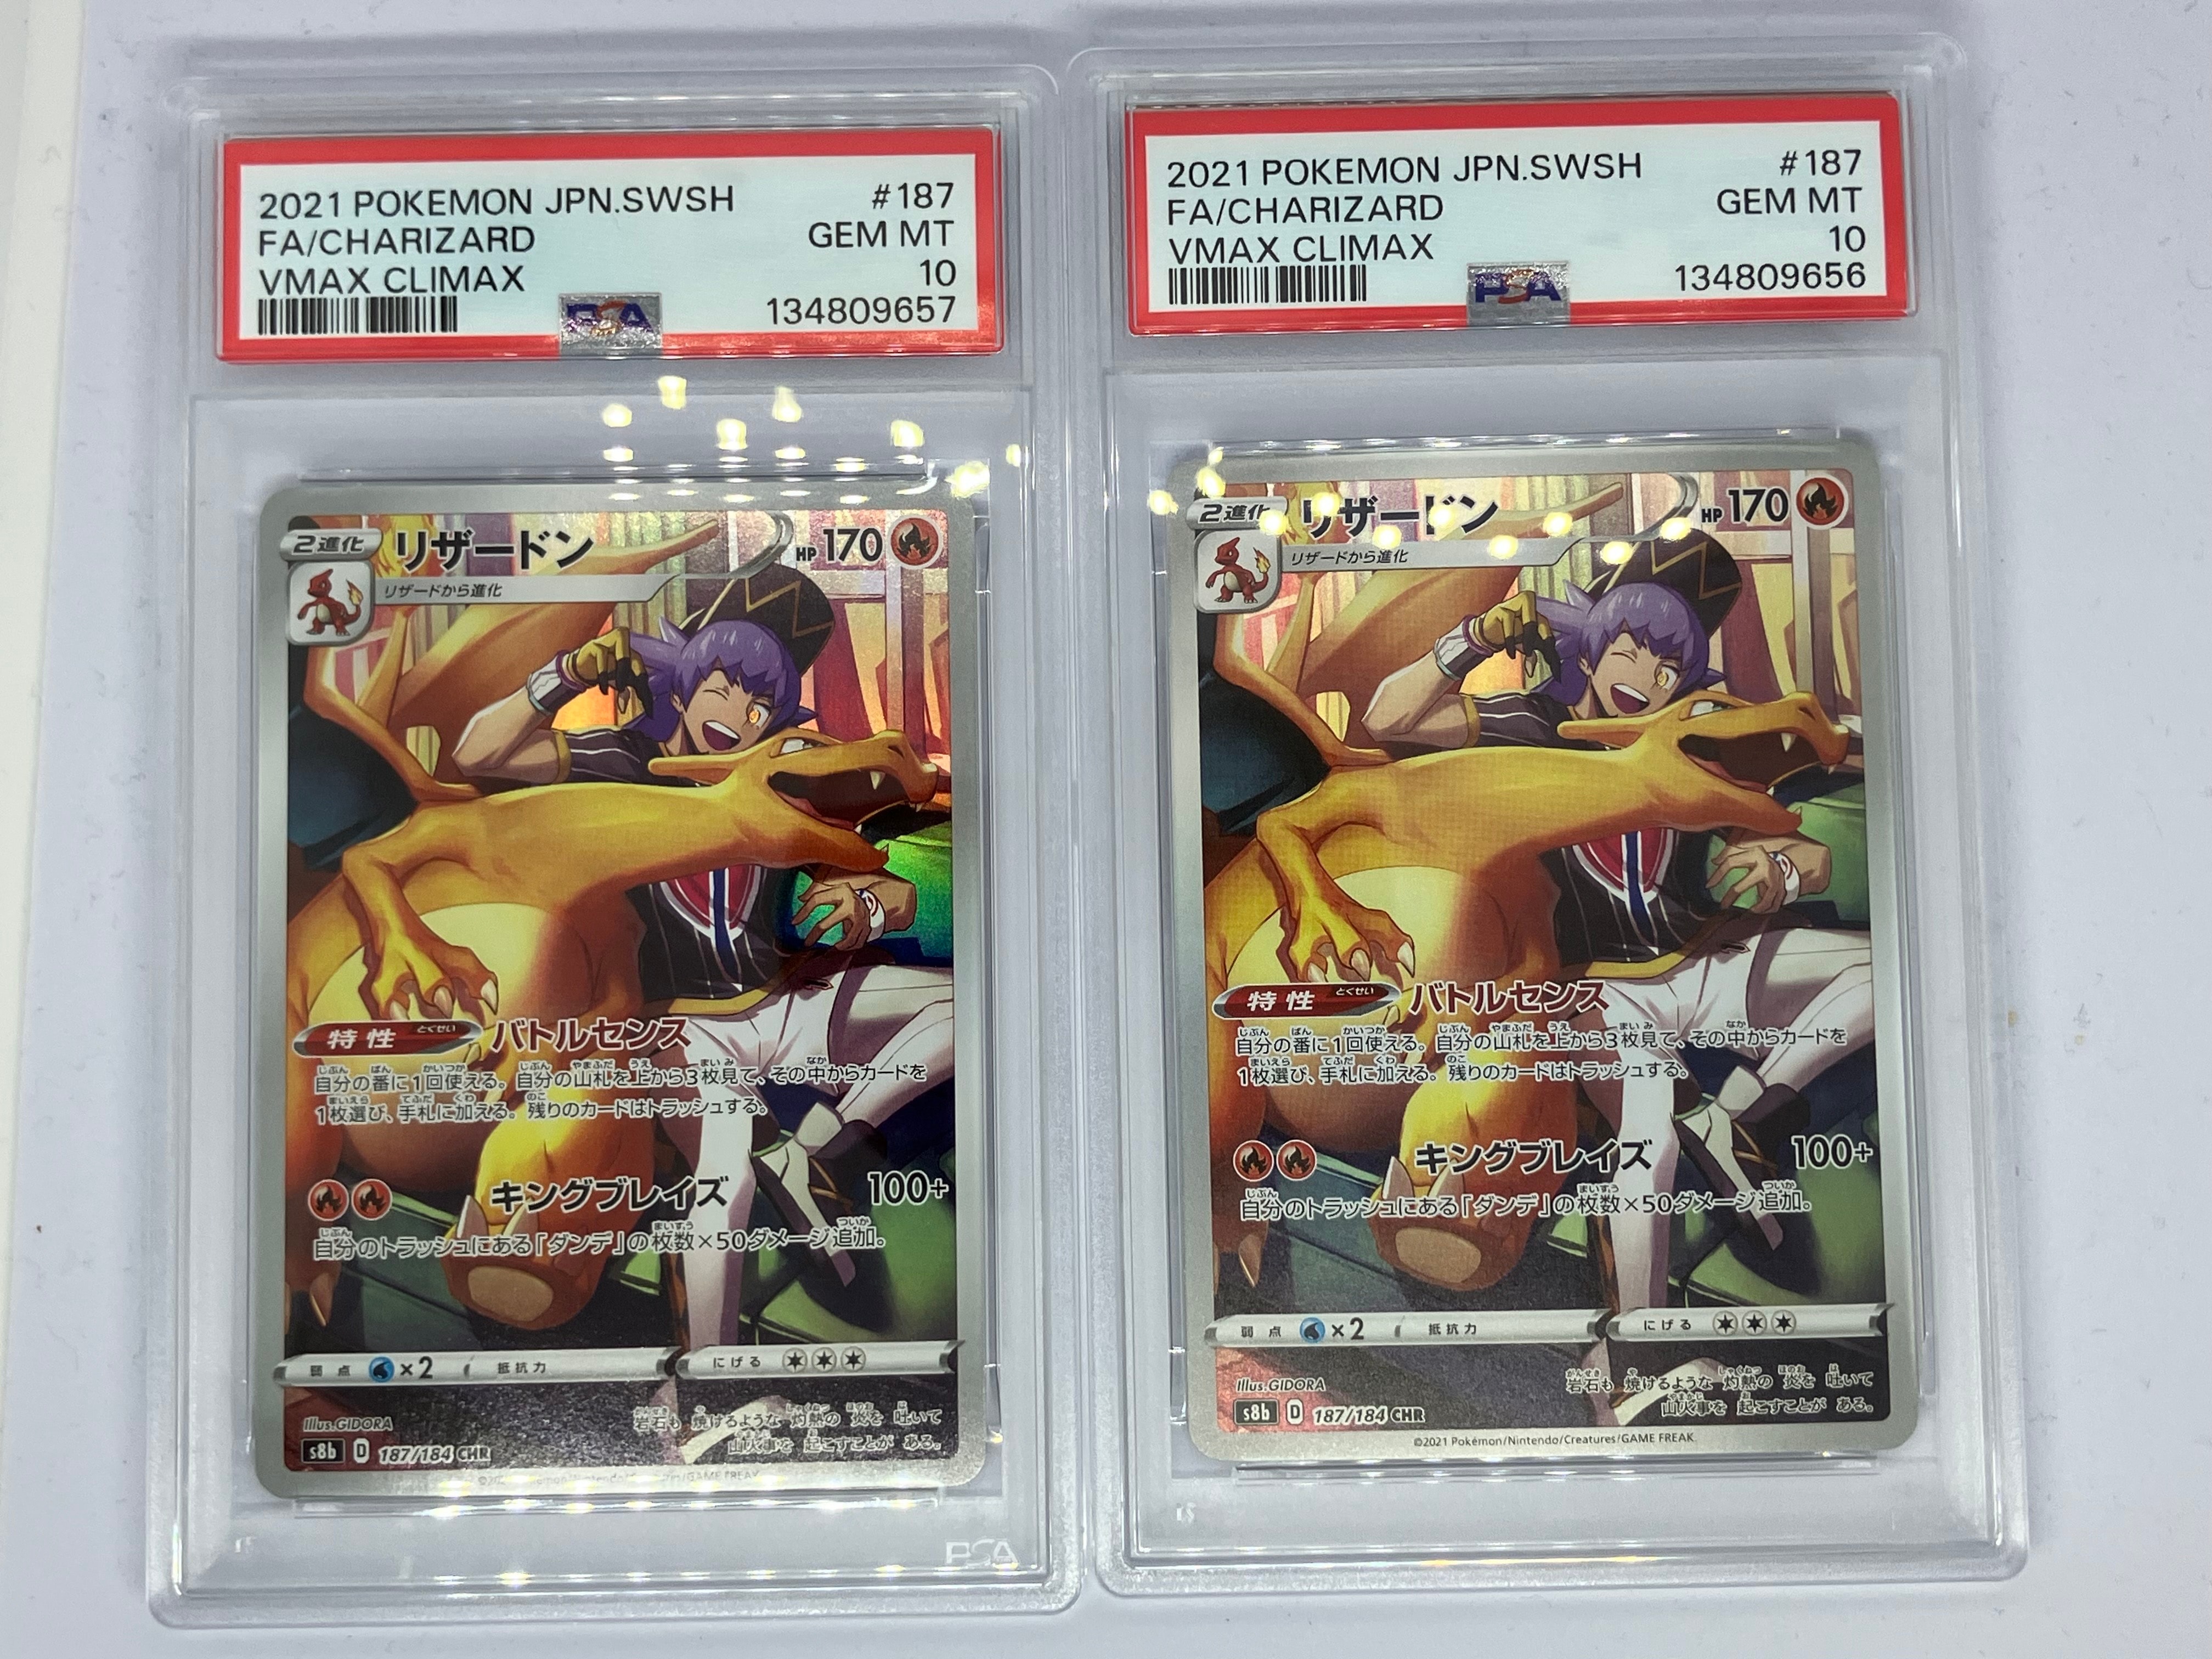 2021 POKEMON JPN.SWSH #187
FA/CHARIZARD GEM MT
VMAX CLIMAX 10
PSA 134809657
2進化 リザードン HP 170
リザードから進化
特性 とくせい バトルセンス
自分の番に1回使える。自分の山札を上から3枚見て、その中からカードを
1枚選び、手札に加える。残りのカードはトラッシュする。
キングブレイズ 100+
自分のトラッシュにある「ダンデ」の枚数×50ダメージ追加。
弱点 ×2 抵抗力 にげる
Illus.GIDORA 岩石も 焼けるような 灼熱の 炎を 吐いて
山火事を 起こすことが ある。
s8b D 187/184 CHR
/GAME FREAK
PSA
2021 POKEMON JPN.SWSH #187
FA/CHARIZARD GEM MT
VMAX CLIMAX 10
PSA 134809656
2進化 リザードン HP 170
リザードから進化
特性 とくせい バトルセンス
自分の番に1回使える。自分の山札を上から3枚見て、その中からカードを
1枚選び、手札に加える。残りのカードはトラッシュする。
キングブレイズ 100+
自分のトラッシュにある「ダンデ」の枚数×50ダメージ追加。
弱点 ×2 抵抗力 にげる
Illus.GIDORA 岩石も 焼けるような 灼熱の 炎を 吐いて
山火事を 起こすことが ある。
s8b D 187/184 CHR
©2021 Pokémon/Nintendo/Creatures/GAME FREAK